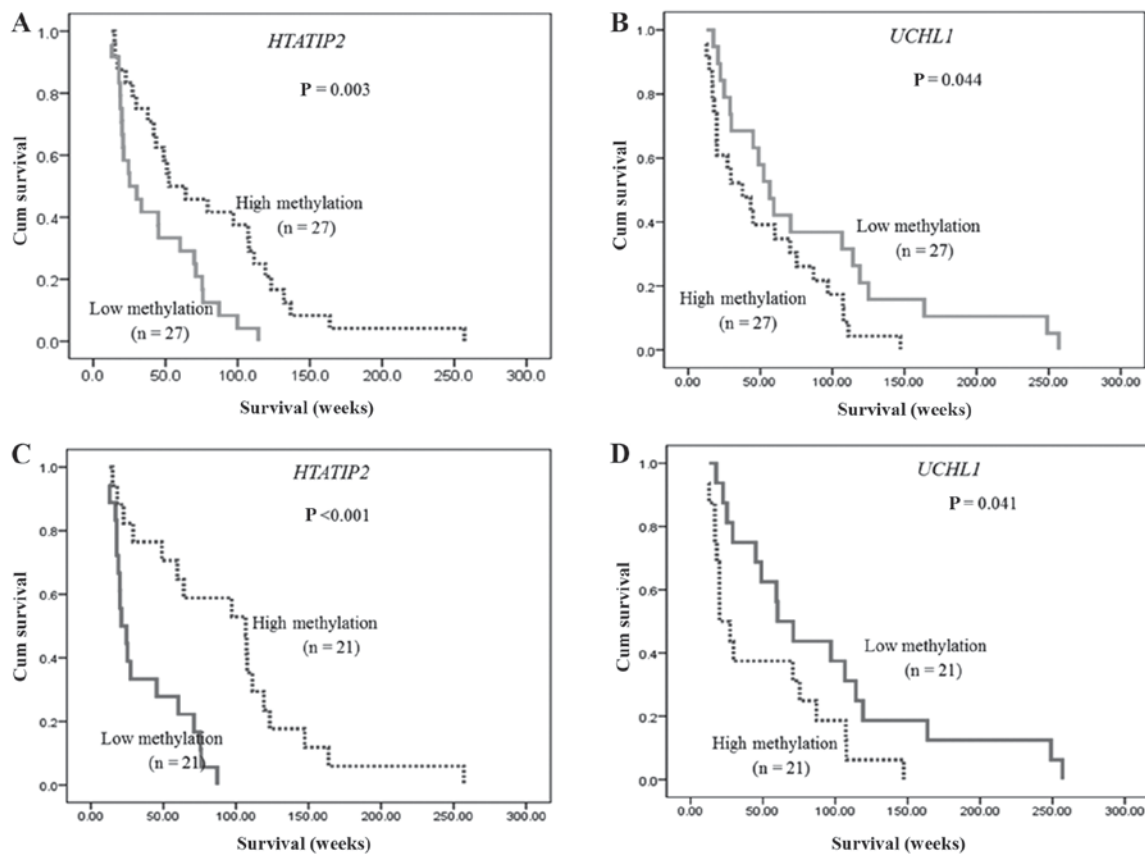 A
HTATIP2
P = 0.003
Cum survival
1.0
0.8
0.6
0.4
0.2
0.0
High methylation
(n = 27)
Low methylation
(n = 27)
0.0
50.0
100.0
150.00
200.00
250.00
300.0
Survival (weeks)
B
UCHL1
P = 0.044
Cum survival
1.0
0.8
0.6
0.4
0.2
0.0
Low methylation
(n = 27)
High methylation
(n = 27)
0.00
50.00
100.00
150.00
200.00
250.00
300.00
Survival (weeks)
C
HTATIP2
P <0.001
Cum survival
1.0
0.8
0.6
0.4
0.2
0.0
High methylation
(n = 21)
Low methylation
(n = 21)
0.00
50.00
100.00
150.00
200.00
250.00
300.00
Survival (weeks)
D
UCHL1
P = 0.041
Cum survival
1.0
0.8
0.6
0.4
0.2
0.0
Low methylation
(n = 21)
High methylation
(n = 21)
0.00
50.00
100.00
150.00
200.00
250.00
300.00
Survival (weeks)